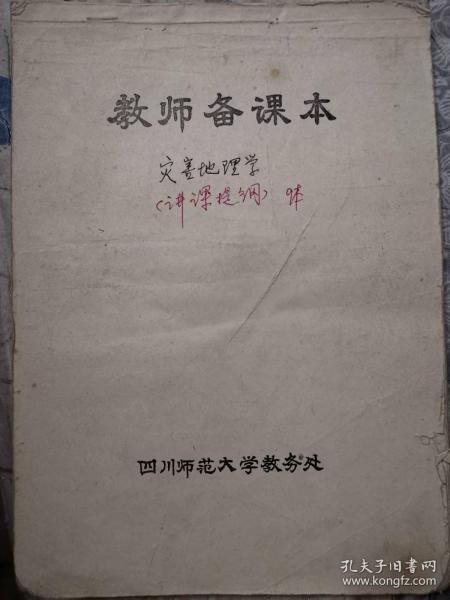 教师备课本
灾害地理学
(讲课提纲)
四川师范大学教务处
孔夫子旧书网
www.kongfz.com